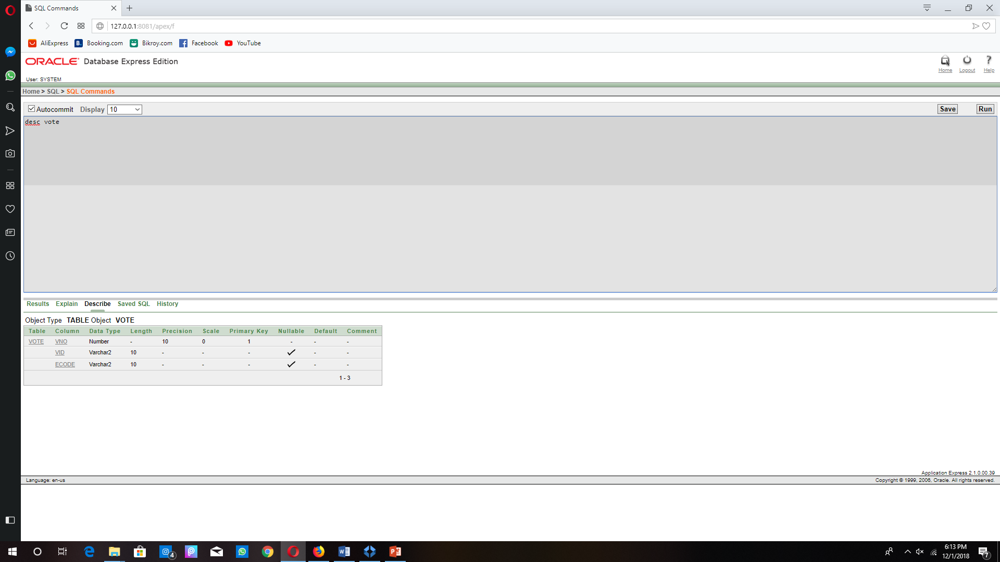 SQL Commands
127.0.0.1:8081/apex/f
AliExpress B. Booking.com Bikroy.com Facebook YouTube
ORACLE Database Express Edition
Home Logout Help
User: SYSTEM
Home > SQL > SQL Commands
Autocommit Display 10 Save Run
desc vote
Results Explain Describe Saved SQL History
Object Type TABLE Object VOTE
Table Column Data Type Length Precision Scale Primary Key Nullable Default Comment
VOTE VNO Number - 10 0 1 - - -
VID Varchar2 10 - - - - -
ECODE Varchar2 10 - - - - -
1 - 3
Application Express 2.1.0.00.39
Language: en-us Copyright © 1999, 2006, Oracle. All rights reserved.
4
6:13 PM
12/1/2018
7